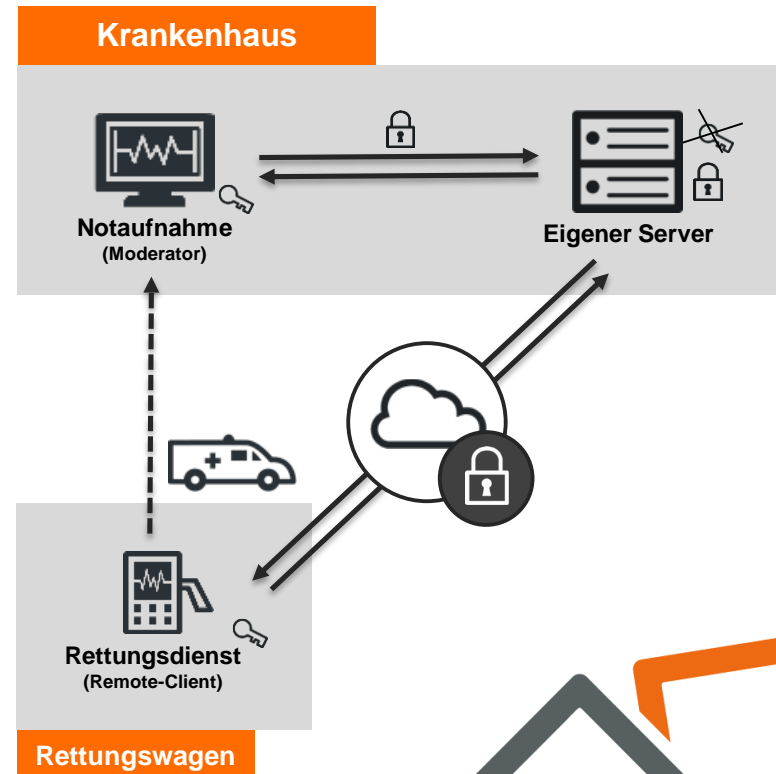 Krankenhaus
Notaufnahme
(Moderator)
Eigener Server
Rettungsdienst
(Remote-Client)
Rettungswagen